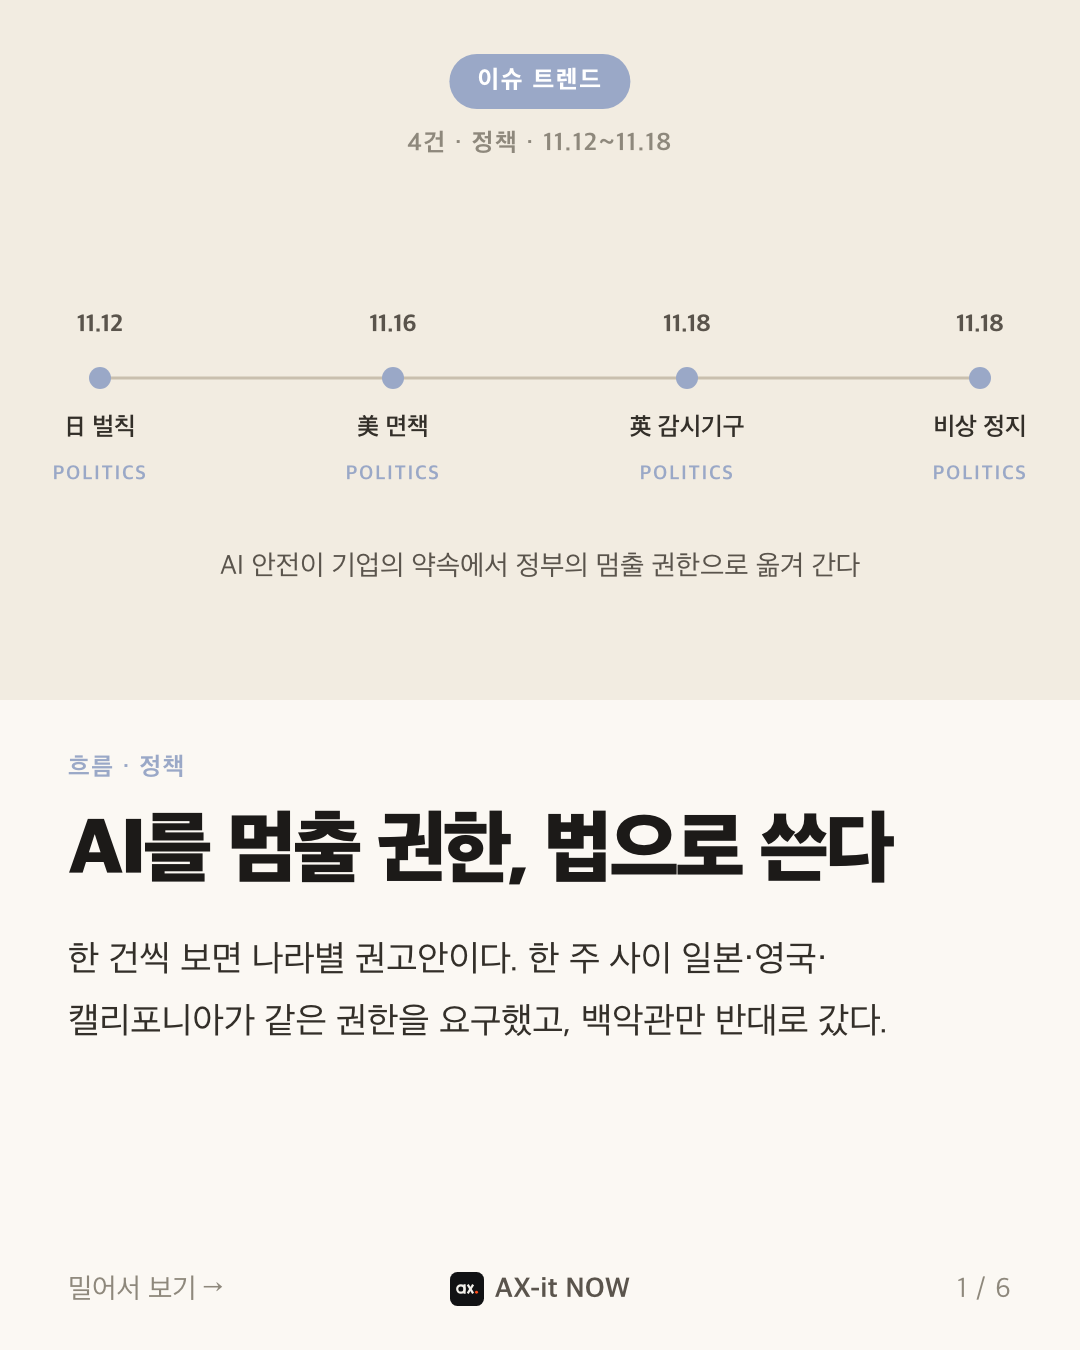 이슈 트렌드
4건 · 정책 · 11.12~11.18
11.12 11.16 11.18 11.18
日 벌칙 美 면책 英 감시기구 비상 정지
POLITICS POLITICS POLITICS POLITICS
AI 안전이 기업의 약속에서 정부의 멈출 권한으로 옮겨 간다
흐름 · 정책
AI를 멈출 권한, 법으로 쓴다
한 건씩 보면 나라별 권고안이다. 한 주 사이 일본·영국·
캘리포니아가 같은 권한을 요구했고, 백악관만 반대로 갔다.
밀어서 보기 → ax. AX-it NOW 1 / 6